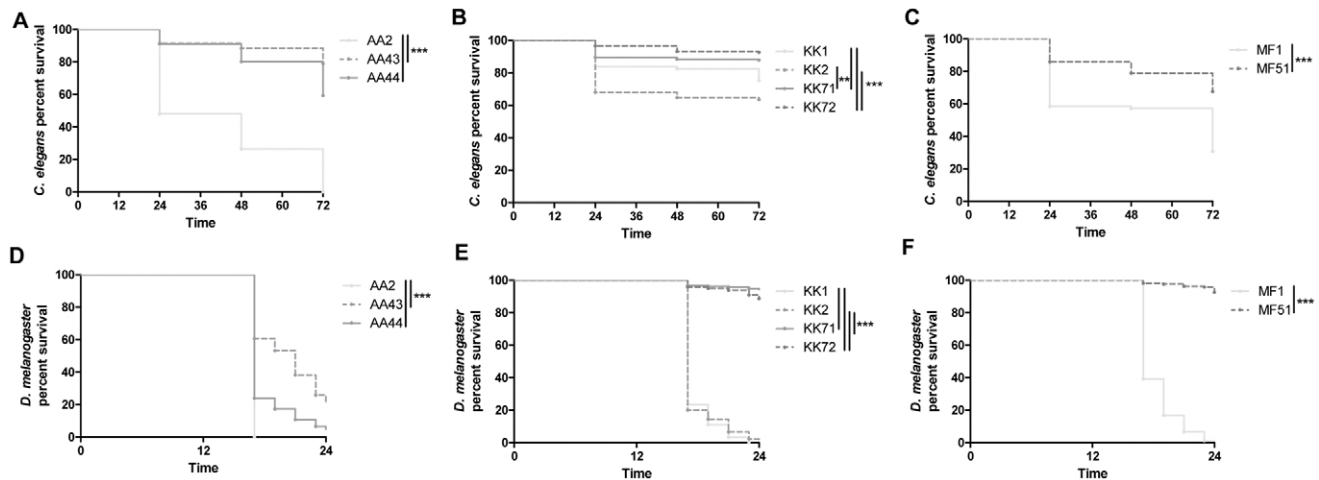 A
C. elegans percent survival
100
80
60
40
20
0
0 12 24 36 48 60 72
Time
AA2
AA43
AA44
***
B
C. elegans percent survival
100
80
60
40
20
0
0 12 24 36 48 60 72
Time
KK1
KK2
KK71
KK72
**
***
C
C. elegans percent survival
100
80
60
40
20
0
0 12 24 36 48 60 72
Time
MF1
MF51
***
D
D. melanogaster
percent survival
100
80
60
40
20
0
0 12 24
Time
AA2
AA43
AA44
***
E
D. melanogaster
percent survival
100
80
60
40
20
0
0 12 24
Time
KK1
KK2
KK71
KK72
***
F
D. melanogaster
percent survival
100
80
60
40
20
0
0 12 24
Time
MF1
MF51
***